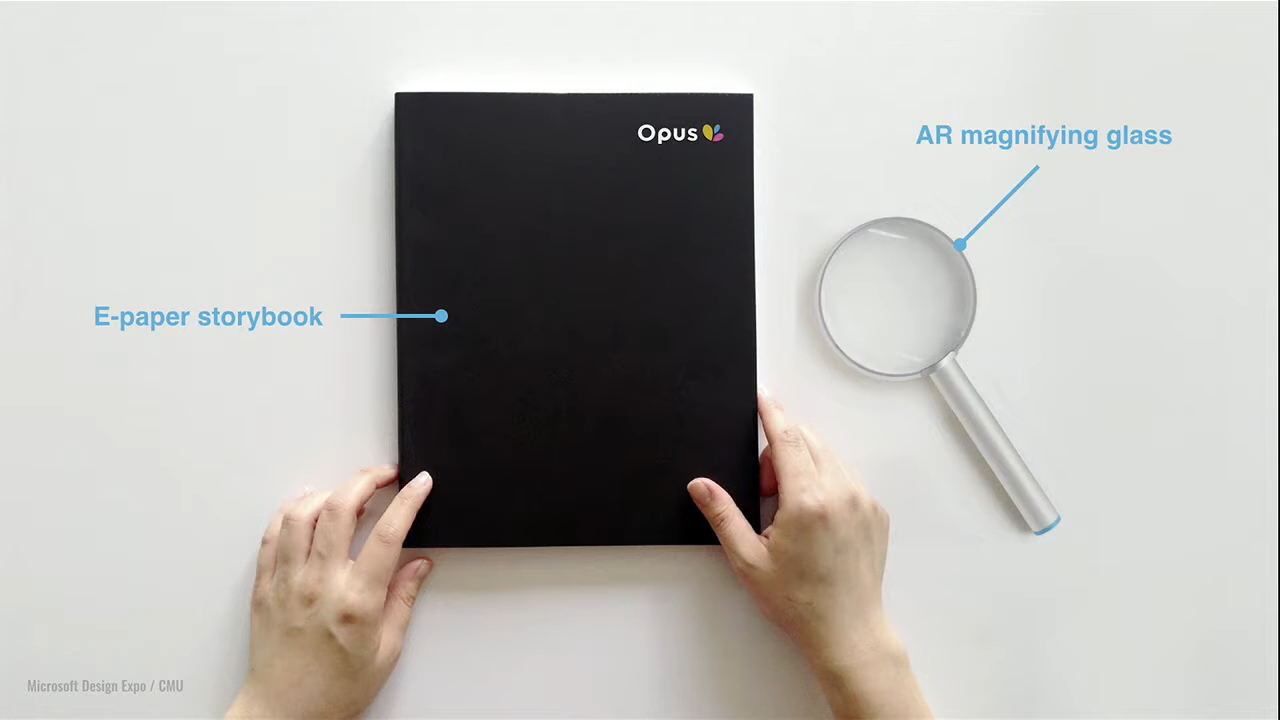 Opus
AR magnifying glass
E-paper storybook
Microsoft Design Expo / CMU